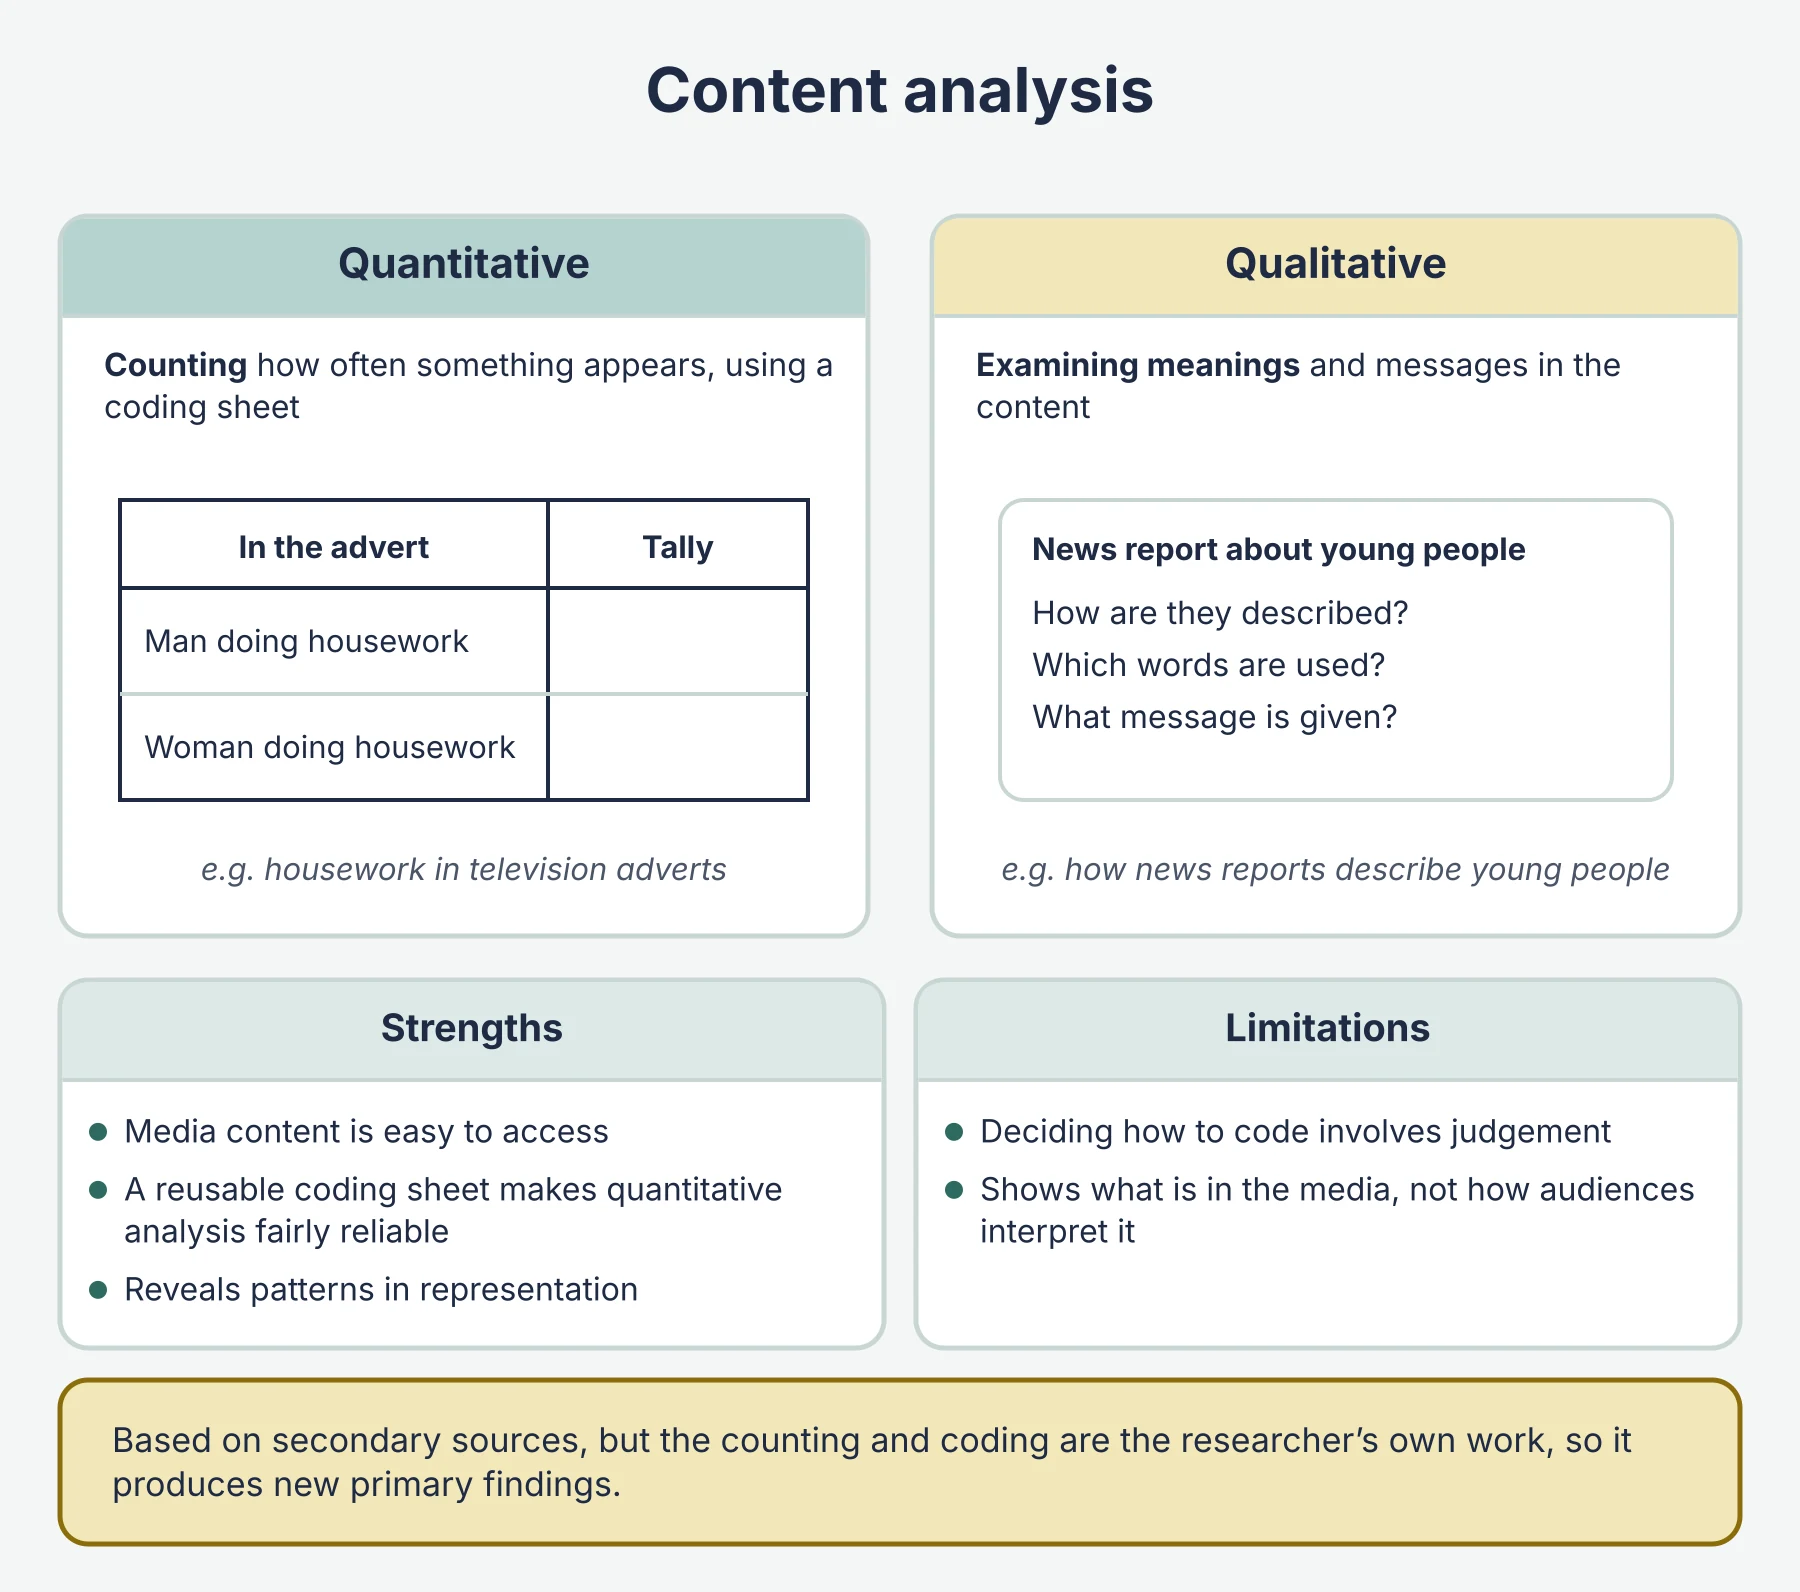 Content analysis
Quantitative
Counting how often something appears, using a
coding sheet
In the advert
Tally
Man doing housework
Woman doing housework
e.g. housework in television adverts
Qualitative
Examining meanings and messages in the
content
News report about young people
How are they described?
Which words are used?
What message is given?
e.g. how news reports describe young people
Strengths
Media content is easy to access
A reusable coding sheet makes quantitative
analysis fairly reliable
Reveals patterns in representation
Limitations
Deciding how to code involves judgement
Shows what is in the media, not how audiences
interpret it
Based on secondary sources, but the counting and coding are the researcher’s own work, so it
produces new primary findings.